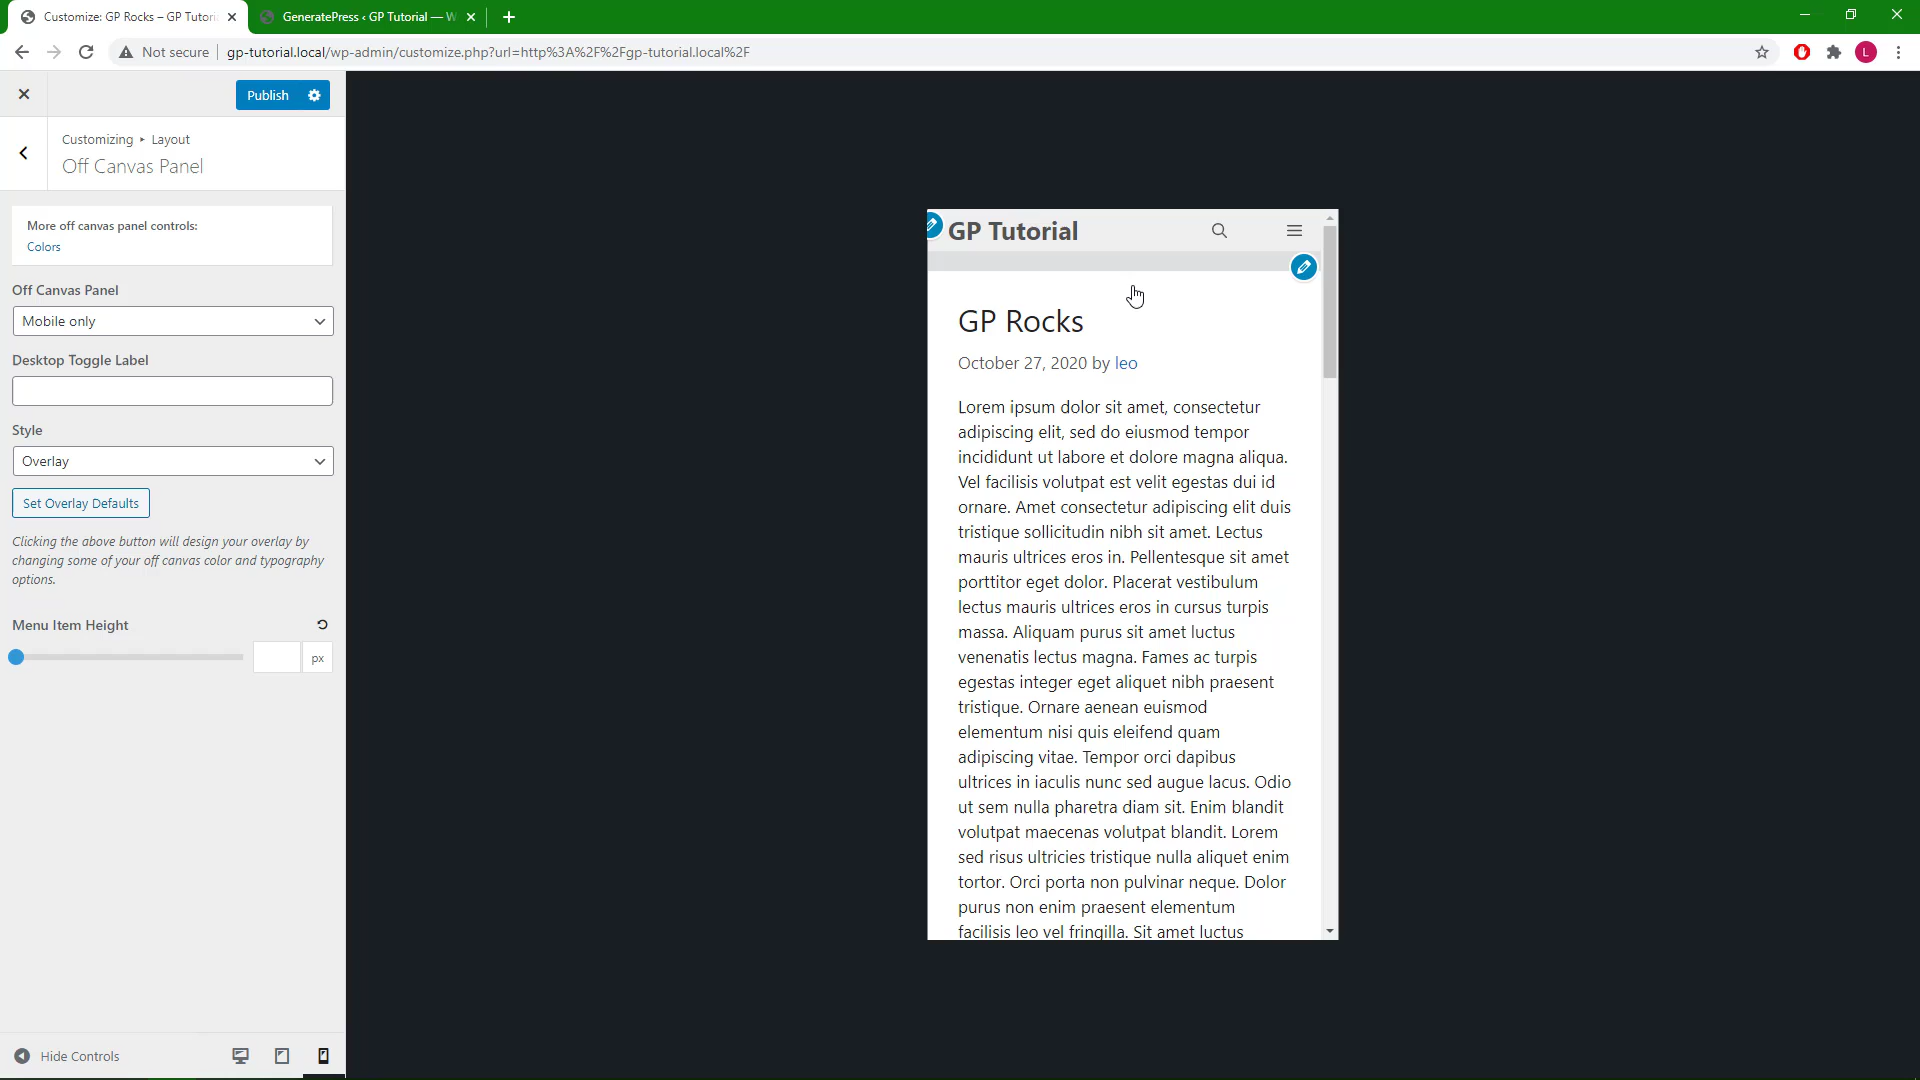 Customize: GP Rocks – GP Tutori
GeneratePress ‹ GP Tutorial — W
Not secure
gp-tutorial.local/wp-admin/customize.php?url=http%3A%2F%2Fgp-tutorial.local%2F
L
Publish
Customizing ▸ Layout
Off Canvas Panel
More off canvas panel controls:
Colors
Off Canvas Panel
Mobile only
Desktop Toggle Label
Style
Overlay
Set Overlay Defaults
Clicking the above button will design your overlay by
changing some of your off canvas color and typography
options.
Menu Item Height
px
Hide Controls
GP Tutorial
GP Rocks
October 27, 2020 by leo
Lorem ipsum dolor sit amet, consectetur
adipiscing elit, sed do eiusmod tempor
incididunt ut labore et dolore magna aliqua.
Vel facilisis volutpat est velit egestas dui id
ornare. Amet consectetur adipiscing elit duis
tristique sollicitudin nibh sit amet. Lectus
mauris ultrices eros in. Pellentesque sit amet
porttitor eget dolor. Placerat vestibulum
lectus mauris ultrices eros in cursus turpis
massa. Aliquam purus sit amet luctus
venenatis lectus magna. Fames ac turpis
egestas integer eget aliquet nibh praesent
tristique. Ornare aenean euismod
elementum nisi quis eleifend quam
adipiscing vitae. Tempor orci dapibus
ultrices in iaculis nunc sed augue lacus. Odio
ut sem nulla pharetra diam sit. Enim blandit
volutpat maecenas volutpat blandit. Lorem
sed risus ultricies tristique nulla aliquet enim
tortor. Orci porta non pulvinar neque. Dolor
purus non enim praesent elementum
facilisis leo vel fringilla. Sit amet luctus